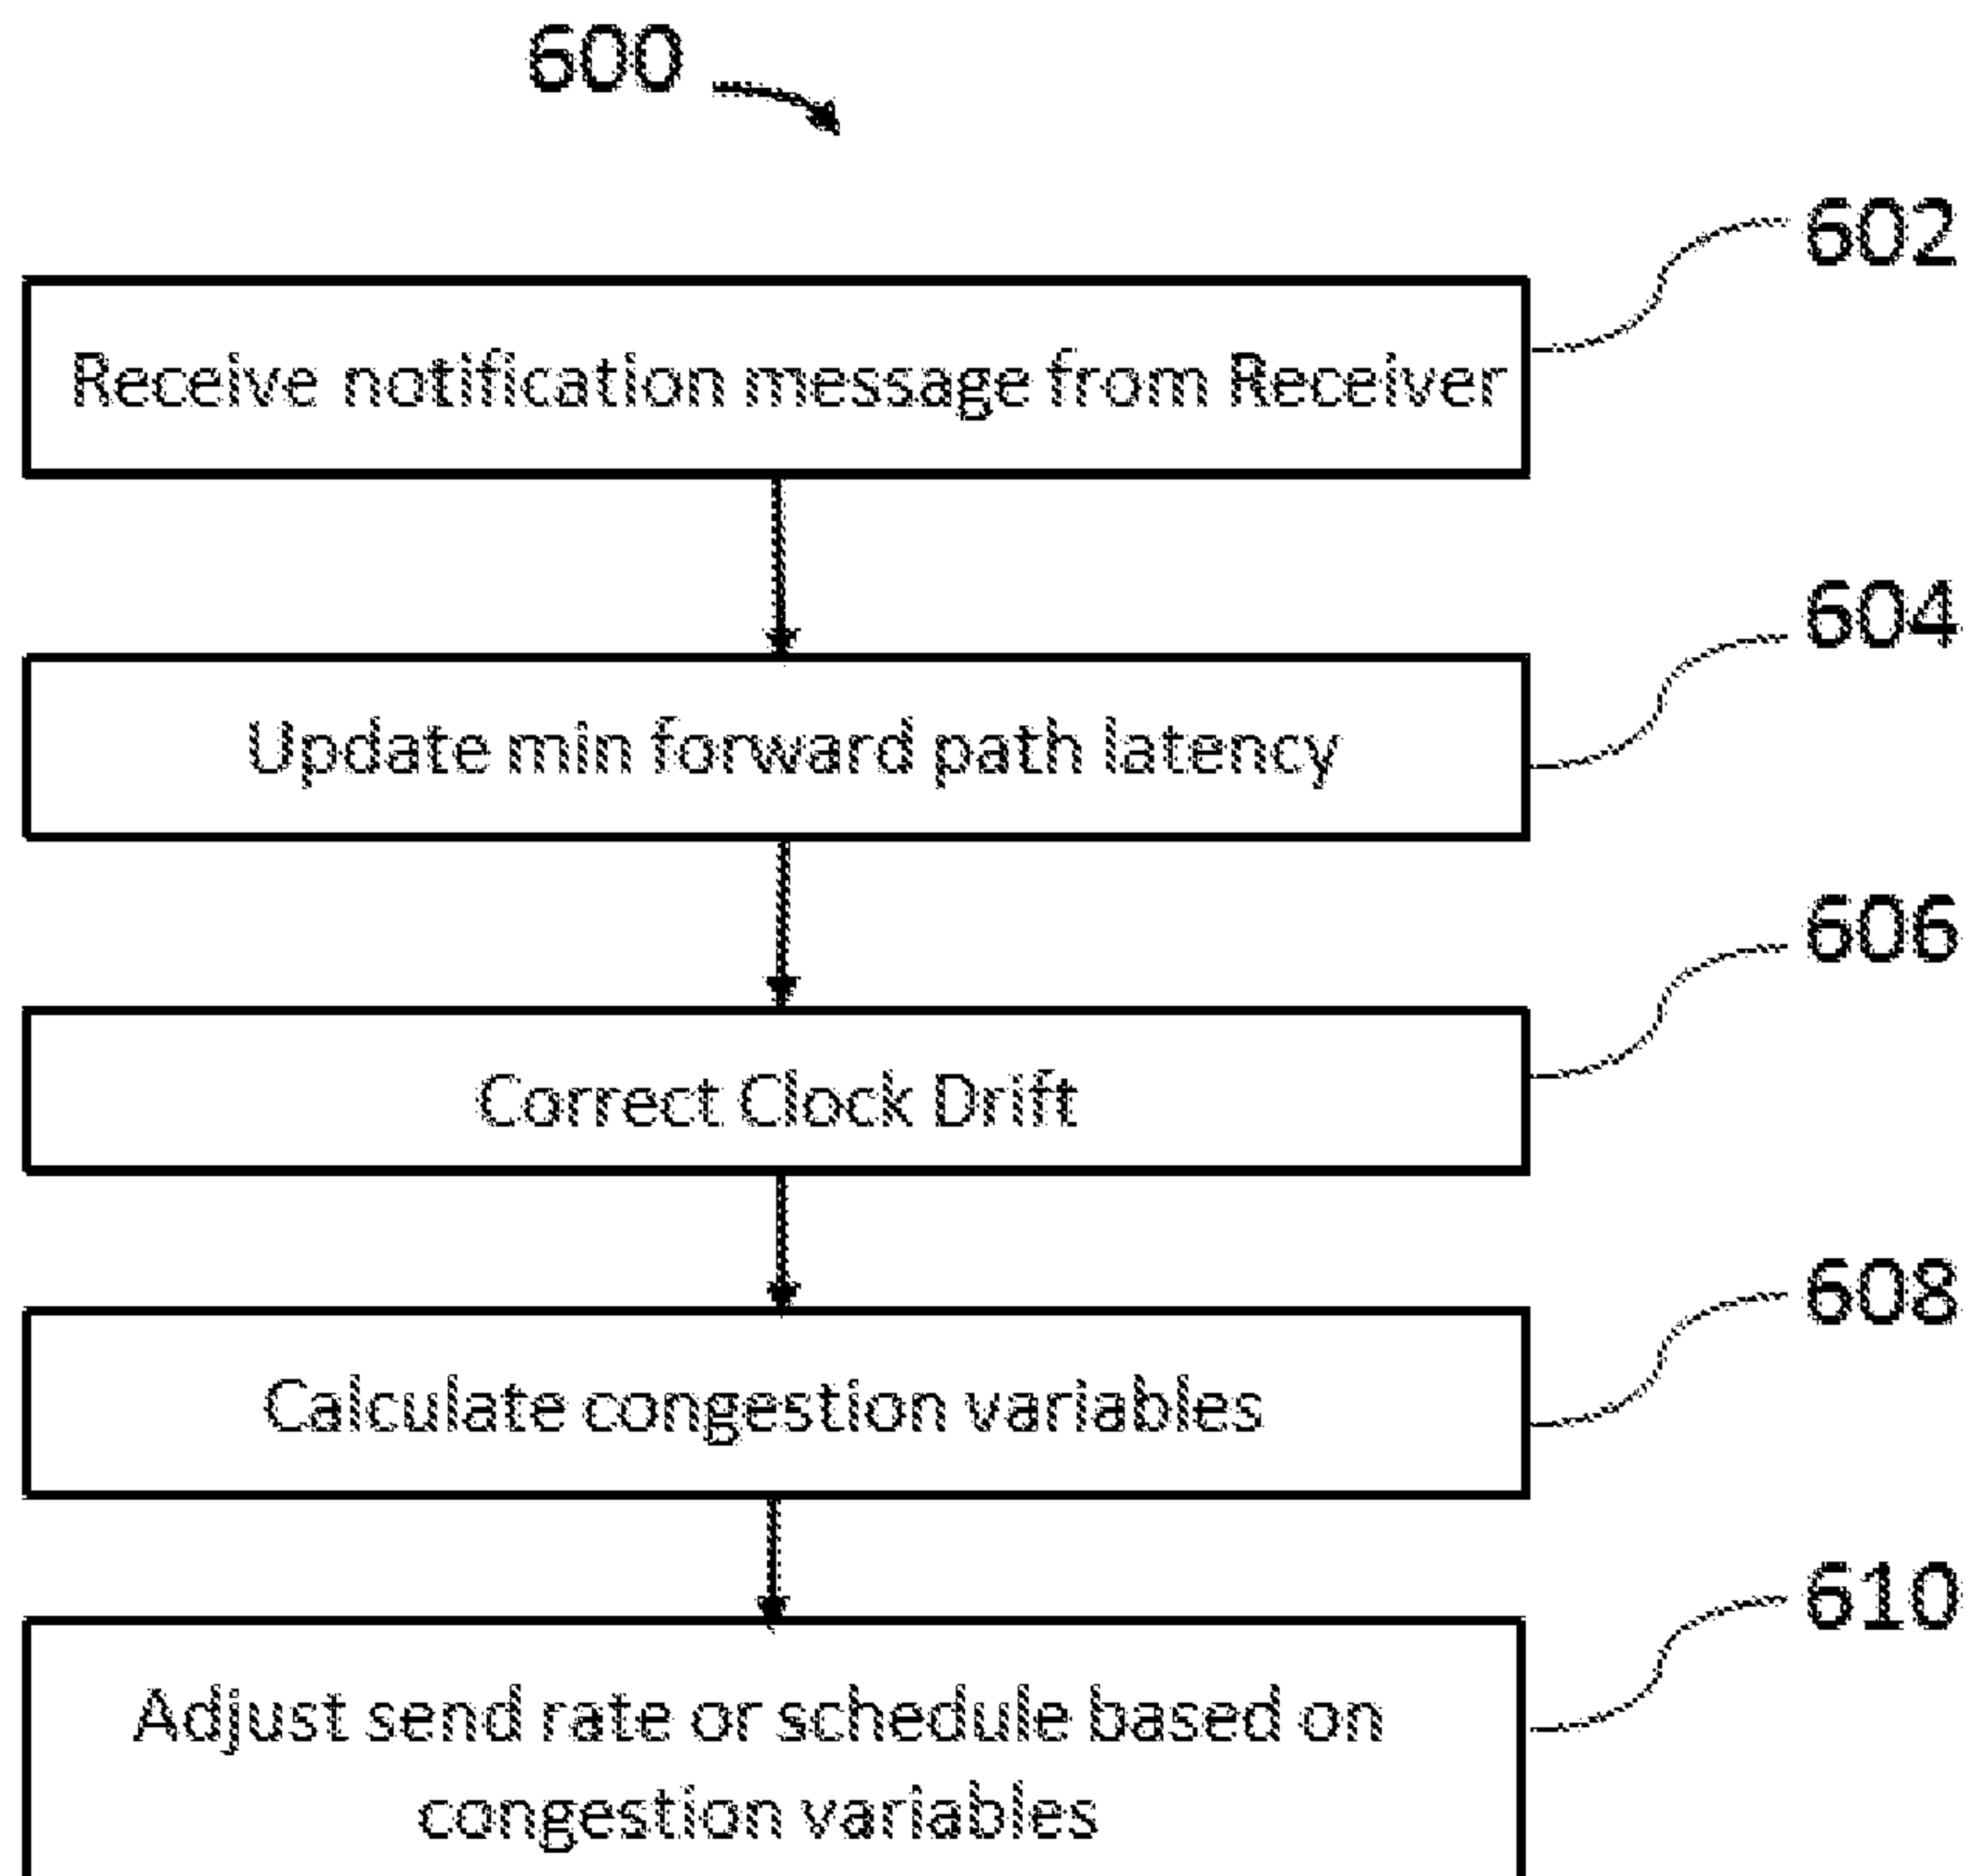 600
602
Receive notification message from Receiver
604
Update min forward path latency
606
Correct Clock Drift
608
Calculate congestion variables
610
Adjust send rate or schedule based on
congestion variables